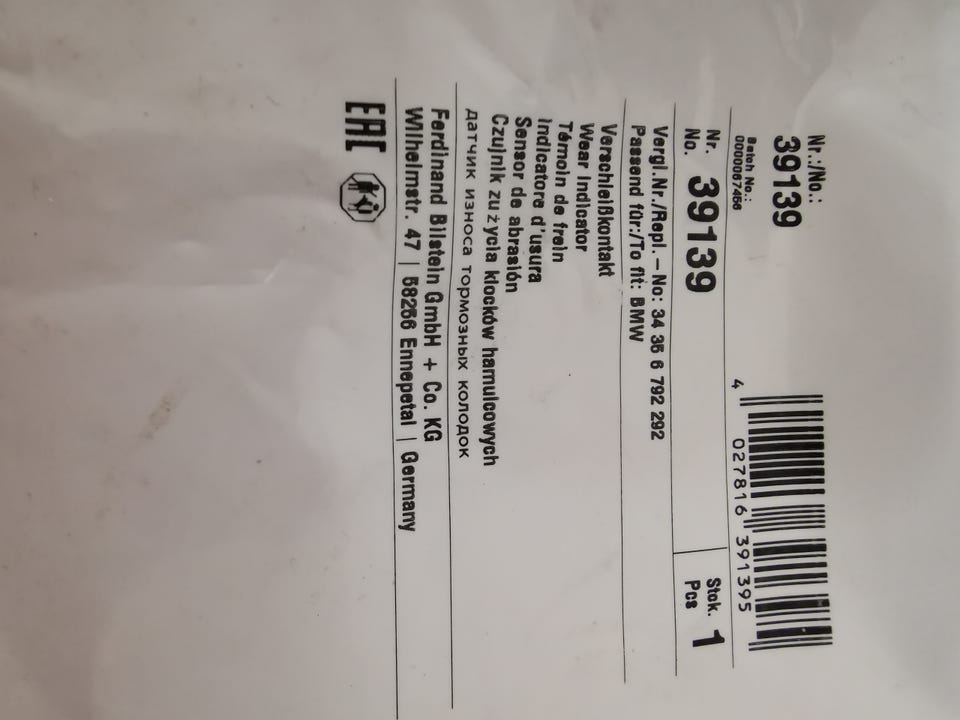 Nr.:/No.:
39139
Batch No.:
0000067456
4 027816 391395
Nr.
No. 39139
Stck. 1
Pcs
Vergl.Nr./Repl.–No: 34 35 6 792 292
Passend für:/To fit: BMW
Verschleißkontakt
Wear Indicator
Témoin de frein
Indicatore d'usura
Sensor de abrasión
Czujnik zużycia klocków hamulcowych
датчик износа тормозных колодок
Ferdinand Bilstein GmbH + Co. KG
Wilhelmstr. 47 | 58256 Ennepetal | Germany
EAC